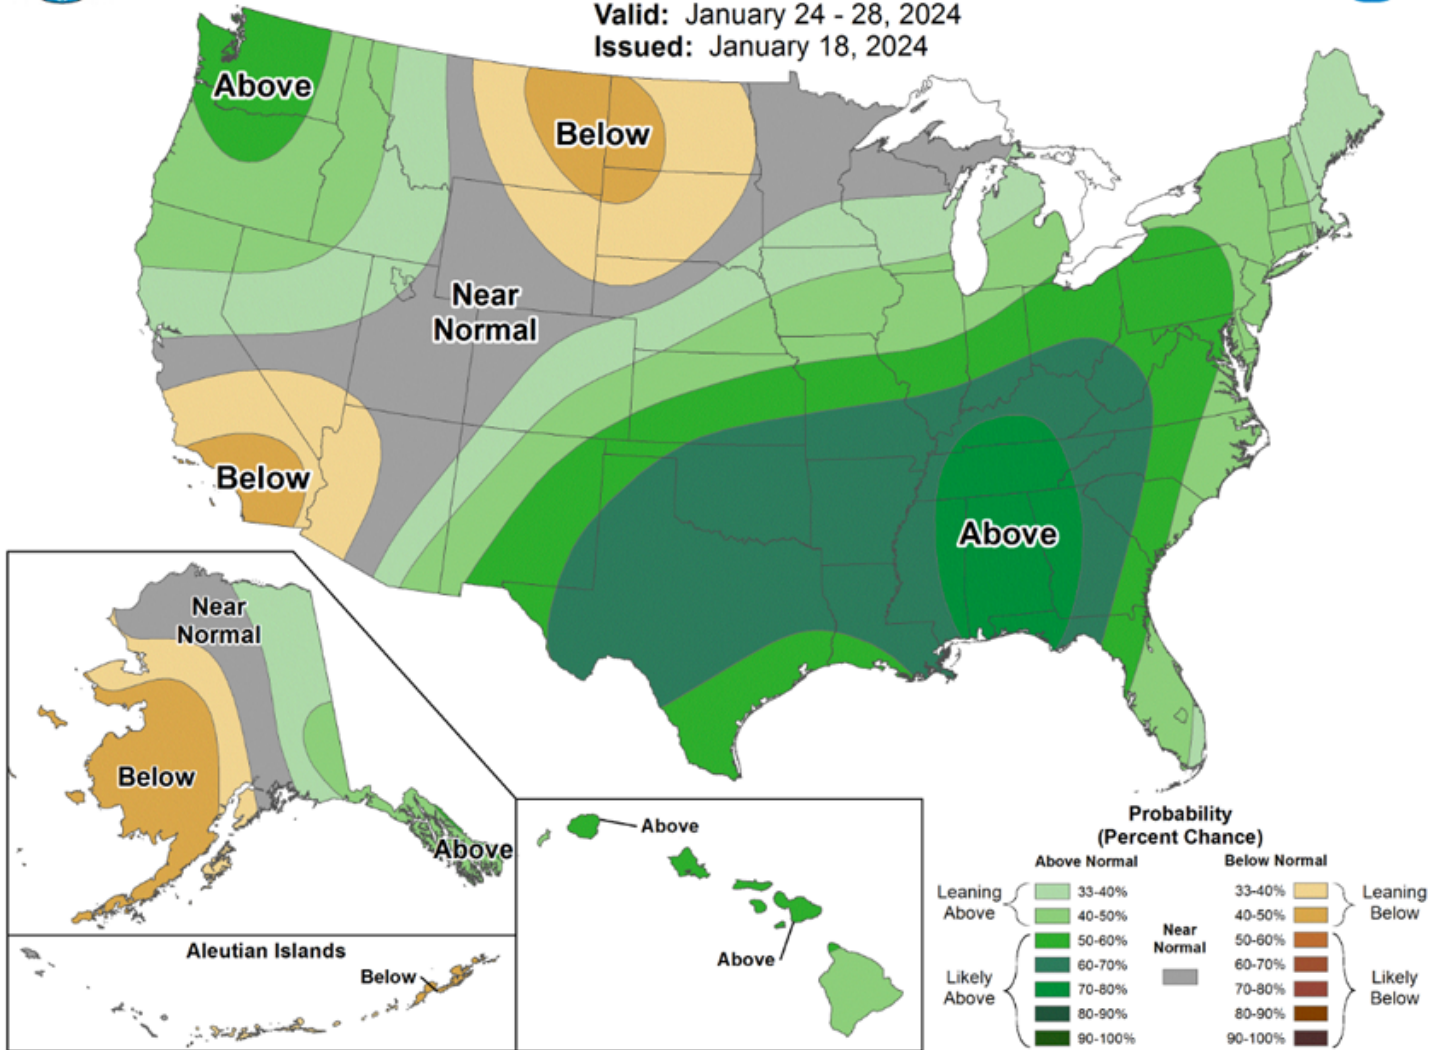 Valid: January 24 - 28, 2024
Issued: January 18, 2024
Above
Below
Near
Normal
Below
Above
Near
Normal
Below
Above
Aleutian Islands
Below
Above
Above
Probability
(Percent Chance)
Above Normal
Below Normal
Leaning
Above
33-40%
40-50%
Likely
Above
50-60%
60-70%
70-80%
80-90%
90-100%
Near
Normal
33-40%
40-50%
Leaning
Below
50-60%
60-70%
70-80%
80-90%
90-100%
Likely
Below